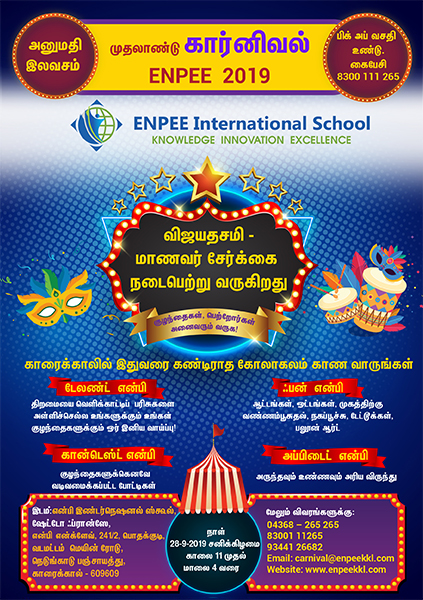 அனுமதி
இலவசம்
முதலாண்டு கார்னிவல்
ENPEE 2019
பிக் அப் வசதி
உண்டு.
கைபேசி
8300 111 265
ENPEE International School
KNOWLEDGE INNOVATION EXCELLENCE
விஜயதசமி -
மாணவர் சேர்க்கை
நடைபெற்று வருகிறது
குழந்தைகள், பெற்றோர்கள்
அனைவரும் வருக!
காரைக்காலில் இதுவரை கண்டிராத கோலாகலம் காண வாருங்கள்
டேலண்ட் என்பி
திறமையை வெளிக்காட்டிப் பரிசுகளை
அள்ளிச்செல்ல உங்களுக்கும் உங்கள்
குழந்தைகளுக்கும் ஓர் இனிய வாய்ப்பு!
ஃபன் என்பி
ஆட்டங்கள், ஓட்டங்கள், முகத்திற்கு
வண்ணம்பூசுதல், நகப்பூச்சு, டேட்டூக்கள்,
பலூன் ஆர்ட்
கான்டெஸ்ட் என்பி
குழந்தைகளுக்கெனவே
வடிவமைக்கப்பட்ட போட்டிகள்
அப்பிடைட் என்பி
அருந்தவும் உண்ணவும் அரிய விருந்து
இடம்:என்பி இண்டர்நெஷனல் ஸ்கூல்,
ஷேட்டோ ஃப்ரான்ஸே,
என்பி என்க்ளேவ், 241/2, பொதக்குடி,
வடமட்டம் மெயின் ரோடு,
நெடுங்காடு பஞ்சாயத்து,
காரைக்கால் - 609609
நாள்
28-9-2019 சனிக்கிழமை
காலை 11 முதல்
மாலை 4 வரை
மேலும் விவரங்களுக்கு:
04368 – 265 265
83001 11265
93441 26682
Email: carnival@enpeekkl.com
Website: www.enpeekkl.com